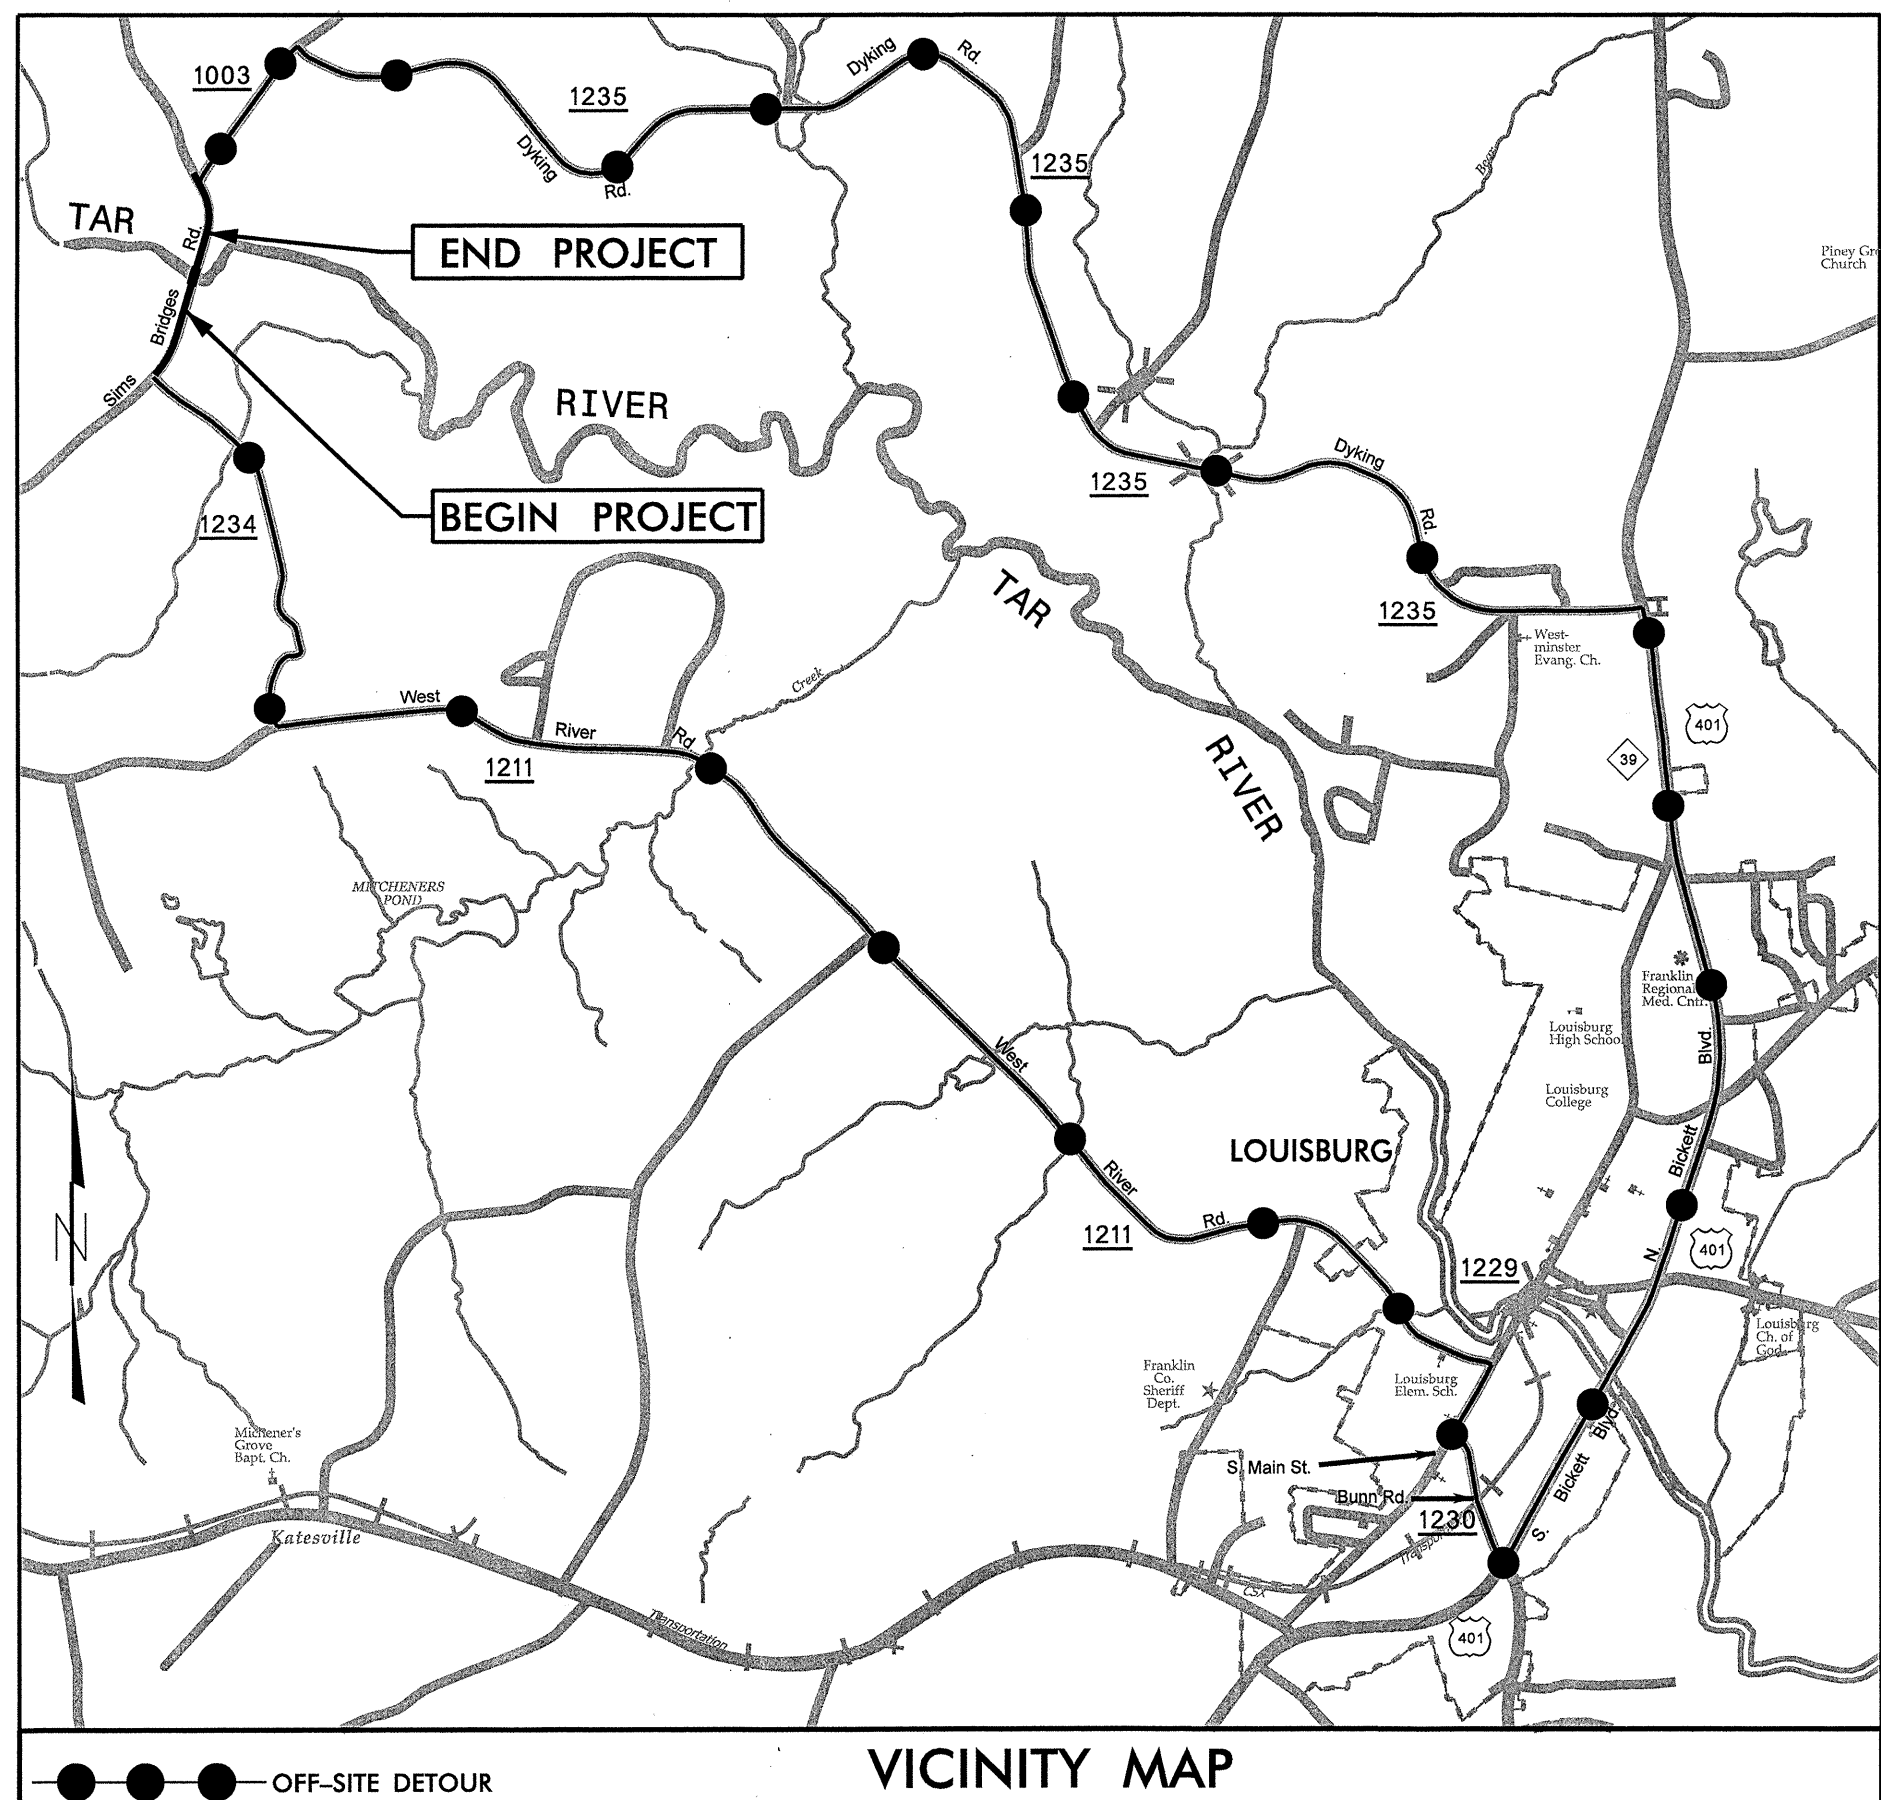 1003
1235
Dyking
Rd.
Dyking
Rd.
1235
TAR
Rd.
END PROJECT
Bridges
Sims
RIVER
BEGIN PROJECT
1234
1235
Dyking
Rd.
1235
Piney Gr
Church
TAR
RIVER
West-
minster
Evang. Ch.
401
39
Creek
West
River
Rd.
1211
MITCHENERS
POND
Franklin
Regional
Med. Cntr.
Louisburg
High School
Louisburg
College
Blvd.
Bickett
N.
401
West
River
Rd.
1211
LOUISBURG
1229
N
Louisburg
Ch. of
God
Franklin
Co.
Sheriff
Dept.
Louisburg
Elem. Sch.
S. Main St.
Bunn Rd.
1230
Blvd.
Bickett
S.
Michener's
Grove
Bapt. Ch.
Katesville
Transportation
CSX
401
OFF-SITE DETOUR
VICINITY MAP